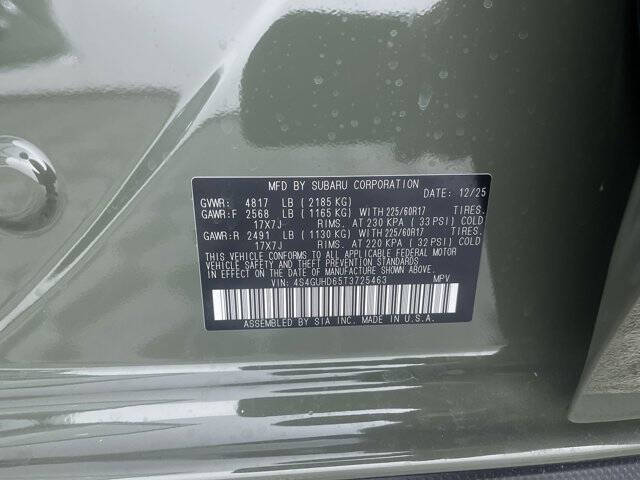 MFD BY SUBARU CORPORATION DATE: 12/25
GVWR: 4817 LB ( 2185 KG)
GAWR:F 2568 LB ( 1165 KG) WITH 225/60R17 TIRES.
17X7J RIMS. AT 230 KPA ( 33 PSI) COLD
GAWR:R 2491 LB ( 1130 KG) WITH 225/60R17 TIRES.
17X7J RIMS. AT 220 KPA ( 32 PSI) COLD
THIS VEHICLE CONFORMS TO ALL APPLICABLE FEDERAL MOTOR
VEHICLE SAFETY AND THEFT PREVENTION STANDARDS IN EFFECT
ON THE DATE OF MANUFACTURE SHOWN ABOVE.
VIN: 4S4GUHD65T3725463 MPV
ASSEMBLED BY SIA INC. MADE IN U.S.A.